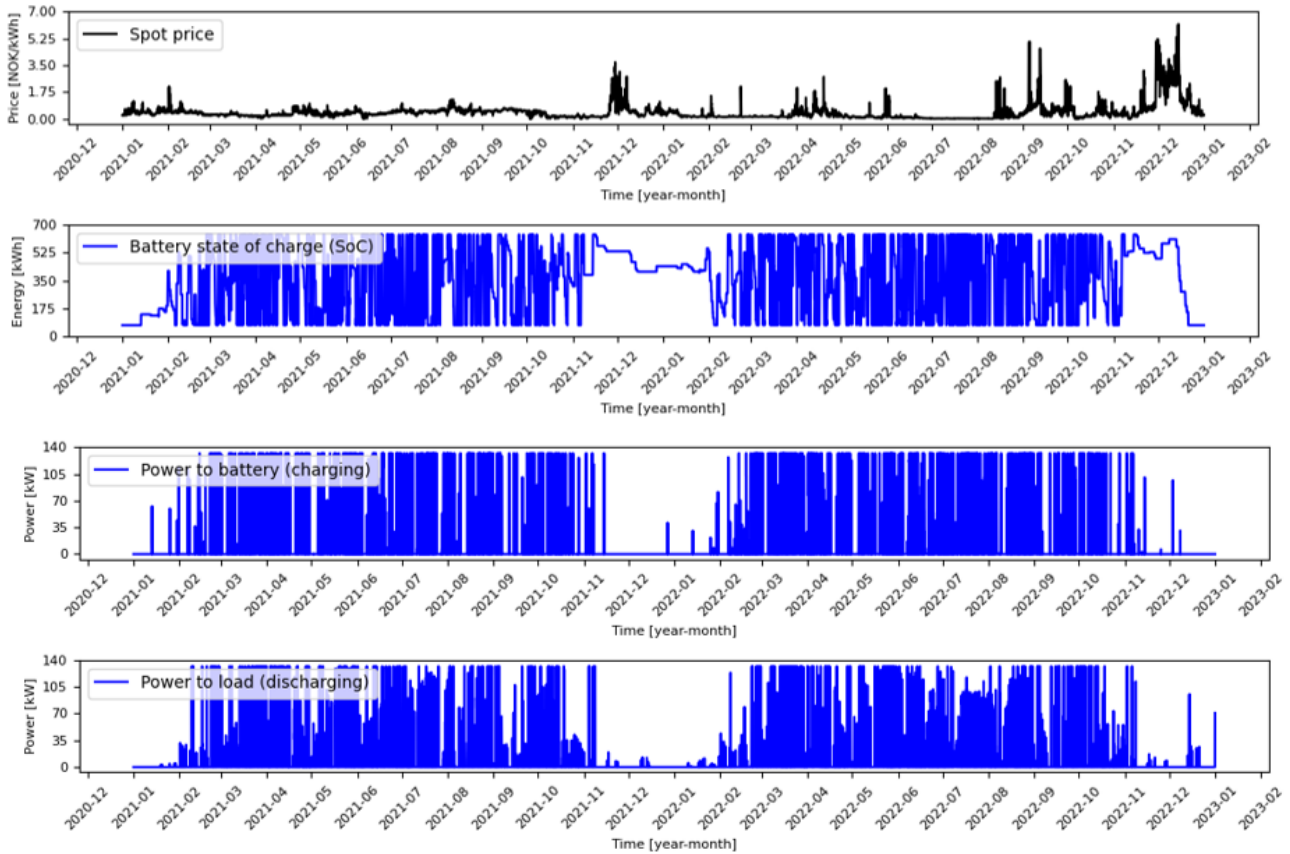 7.00
5.25
3.50
1.75
0.00
Price [NOK/kWh]
Spot price
2020-12 2021-01 2021-02 2021-03 2021-04 2021-05 2021-06 2021-07 2021-08 2021-09 2021-10 2021-11 2021-12 2022-01 2022-02 2022-03 2022-04 2022-05 2022-06 2022-07 2022-08 2022-09 2022-10 2022-11 2022-12 2023-01 2023-02
Time [year-month]
700
525
350
175
0
Energy [kWh]
Battery state of charge (SoC)
2020-12 2021-01 2021-02 2021-03 2021-04 2021-05 2021-06 2021-07 2021-08 2021-09 2021-10 2021-11 2021-12 2022-01 2022-02 2022-03 2022-04 2022-05 2022-06 2022-07 2022-08 2022-09 2022-10 2022-11 2022-12 2023-01 2023-02
Time [year-month]
140
105
70
35
0
Power [kW]
Power to battery (charging)
2020-12 2021-01 2021-02 2021-03 2021-04 2021-05 2021-06 2021-07 2021-08 2021-09 2021-10 2021-11 2021-12 2022-01 2022-02 2022-03 2022-04 2022-05 2022-06 2022-07 2022-08 2022-09 2022-10 2022-11 2022-12 2023-01 2023-02
Time [year-month]
140
105
70
35
0
Power [kW]
Power to load (discharging)
2020-12 2021-01 2021-02 2021-03 2021-04 2021-05 2021-06 2021-07 2021-08 2021-09 2021-10 2021-11 2021-12 2022-01 2022-02 2022-03 2022-04 2022-05 2022-06 2022-07 2022-08 2022-09 2022-10 2022-11 2022-12 2023-01 2023-02
Time [year-month]